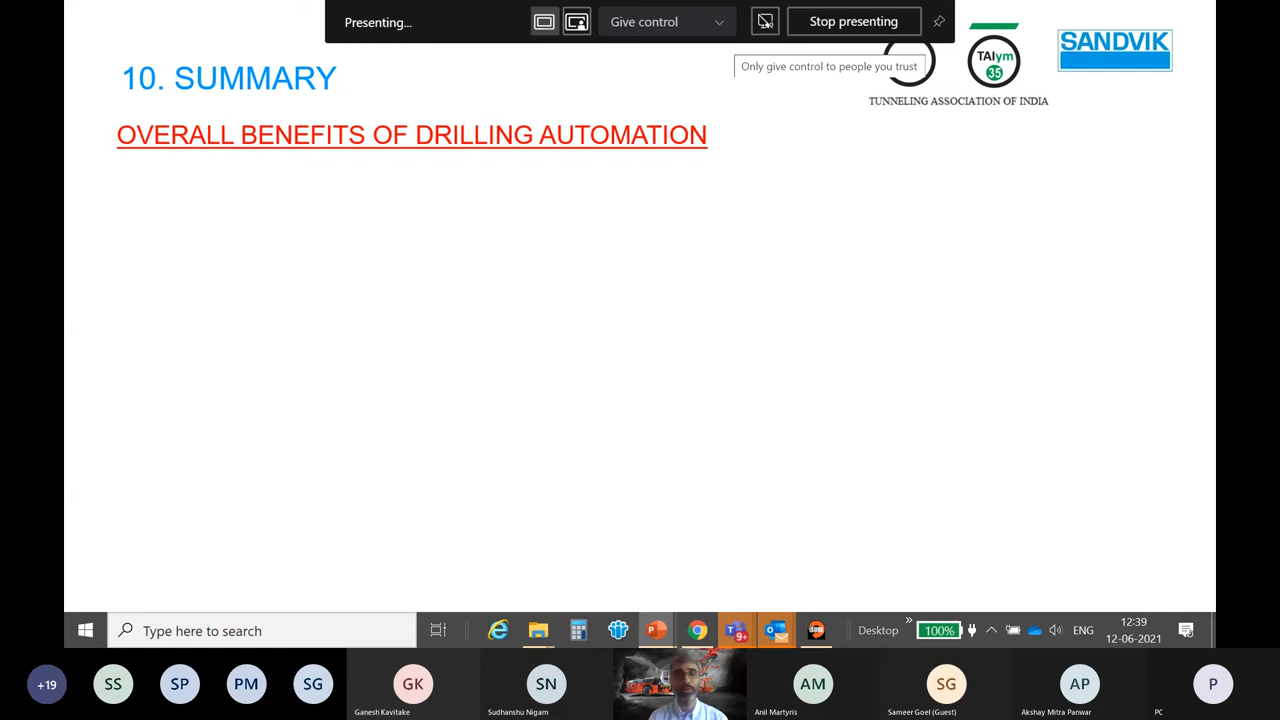 Presenting...
Give control
Stop presenting
Only give control to people you trust
TAIym
35
SANDVIK
10. SUMMARY
TUNNELING ASSOCIATION OF INDIA
OVERALL BENEFITS OF DRILLING AUTOMATION
Type here to search
9+
Desktop
100%
ENG
12:39
12-06-2021
+19
SS
SP
PM
SG
GK
SN
AM
SG
AP
P
Ganesh Kavitake
Sudhanshu Nigam
Anil Martyris
Sameer Goel (Guest)
Akshay Mitra Panwar
PC